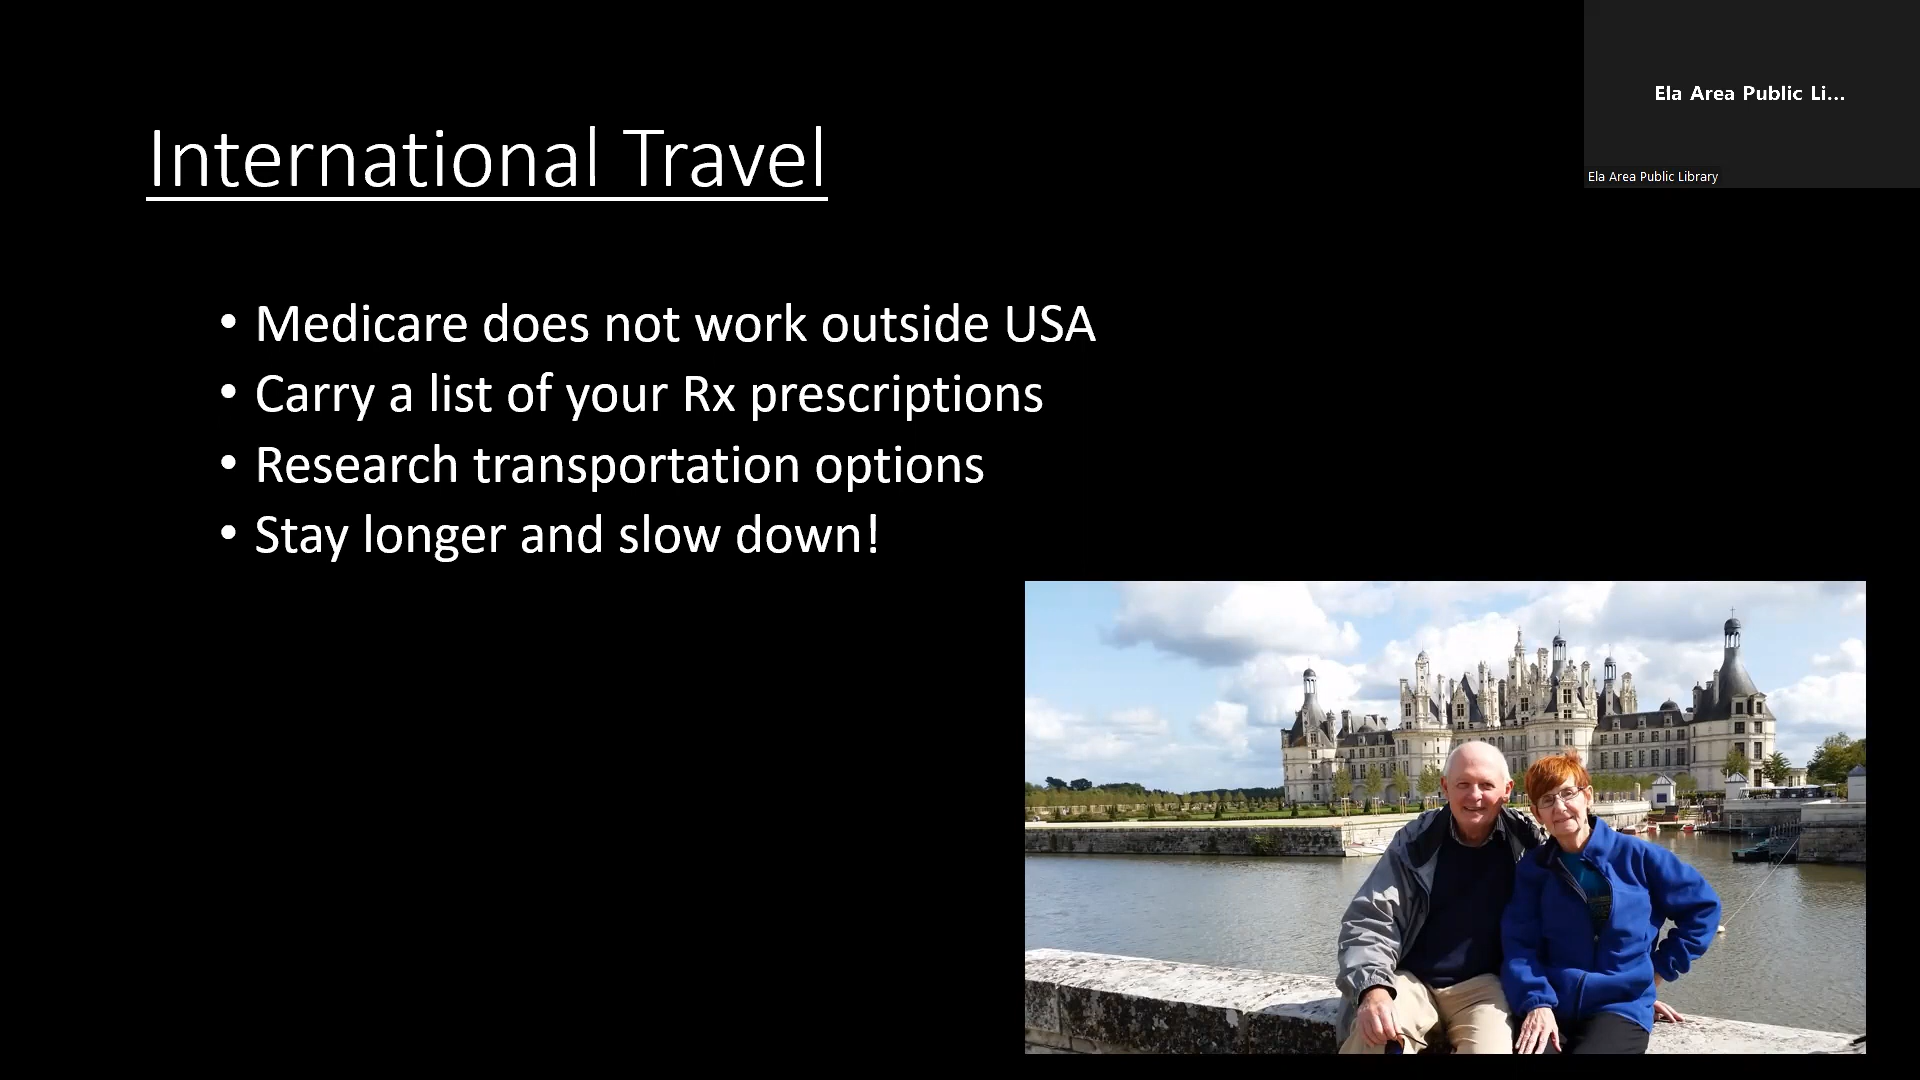 Ela Area Public Li...
Ela Area Public Library
International Travel
• Medicare does not work outside USA
• Carry a list of your Rx prescriptions
• Research transportation options
• Stay longer and slow down!